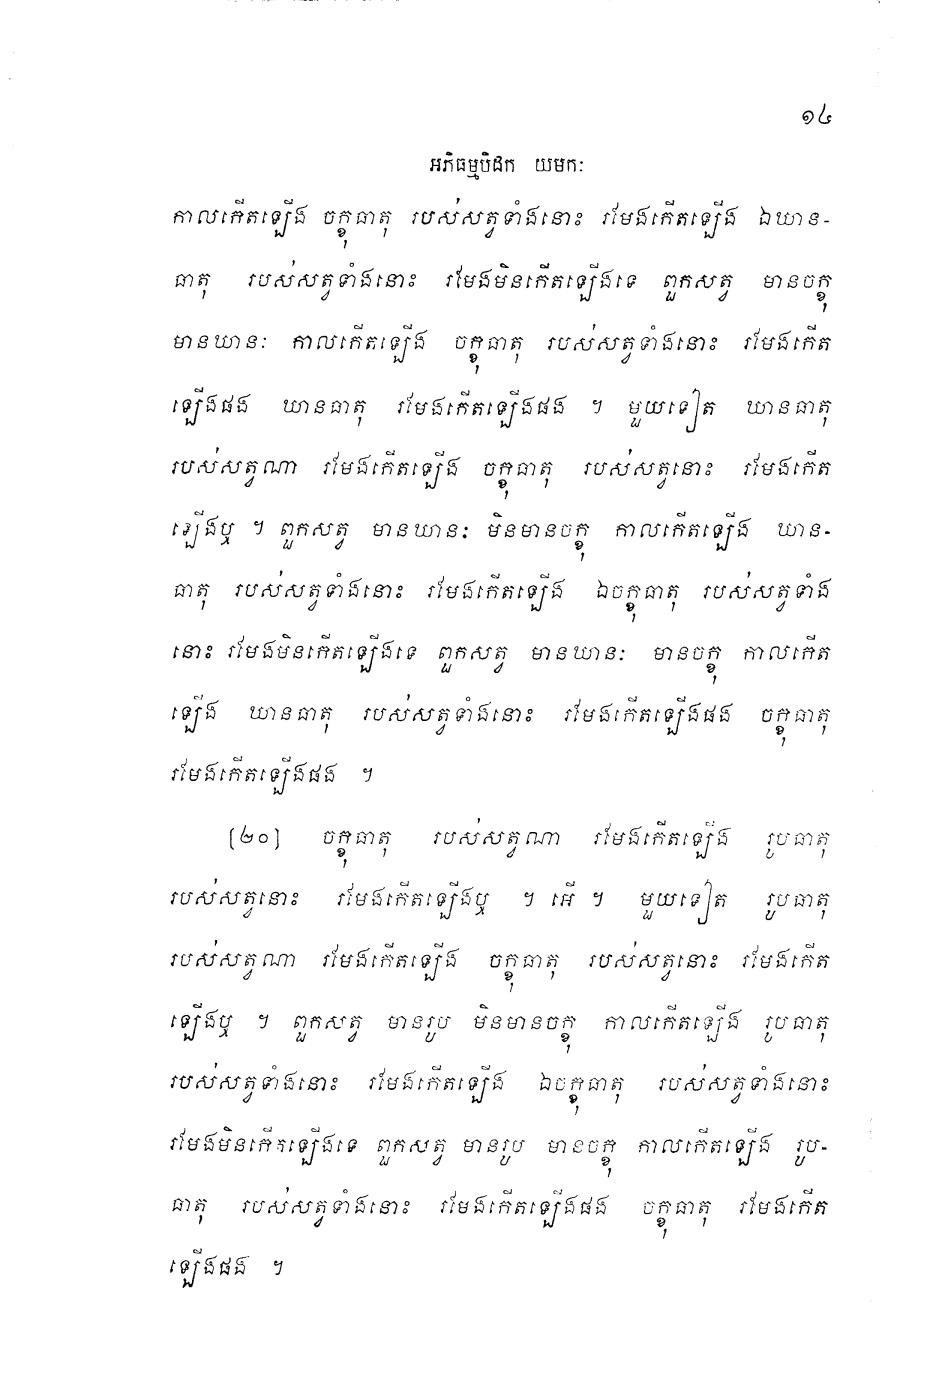 ១៤
អភិធម្មបិដក យមកៈ
កាលកើតឡើង ចក្ខុធាតុ របស់សត្វទាំងនោះ រមែងកើតឡើង ឯឃាន-
ធាតុ របស់សត្វទាំងនោះ រមែងមិនកើតឡើងទេ ពួកសត្វ មានចក្ខុ
មានឃានៈ កាលកើតឡើង ចក្ខុធាតុ របស់សត្វទាំងនោះ រមែងកើត
ឡើងផង ឃានធាតុ រមែងកើតឡើងផង ។ មួយទៀត ឃានធាតុ
របស់សត្វណា រមែងកើតឡើង ចក្ខុធាតុ របស់សត្វនោះ រមែងកើត
ឡើងឬ ។ ពួកសត្វ មានឃានៈ មិនមានចក្ខុ កាលកើតឡើង ឃាន-
ធាតុ របស់សត្វទាំងនោះ រមែងកើតឡើង ឯចក្ខុធាតុ របស់សត្វទាំង
នោះ រមែងមិនកើតឡើងទេ ពួកសត្វ មានឃានៈ មានចក្ខុ កាលកើត
ឡើង ឃានធាតុ របស់សត្វទាំងនោះ រមែងកើតឡើងផង ចក្ខុធាតុ
រមែងកើតឡើងផង ។
[២០] ចក្ខុធាតុ របស់សត្វណា រមែងកើតឡើង រូបធាតុ
របស់សត្វនោះ រមែងកើតឡើងឬ ។ អើ ។ មួយទៀត រូបធាតុ
របស់សត្វណា រមែងកើតឡើង ចក្ខុធាតុ របស់សត្វនោះ រមែងកើត
ឡើងឬ ។ ពួកសត្វ មានរូប មិនមានចក្ខុ កាលកើតឡើង រូបធាតុ
របស់សត្វទាំងនោះ រមែងកើតឡើង ឯចក្ខុធាតុ របស់សត្វទាំងនោះ
រមែងមិនកើតឡើងទេ ពួកសត្វ មានរូប មានចក្ខុ កាលកើតឡើង រូប-
ធាតុ របស់សត្វទាំងនោះ រមែងកើតឡើងផង ចក្ខុធាតុ រមែងកើត
ឡើងផង ។